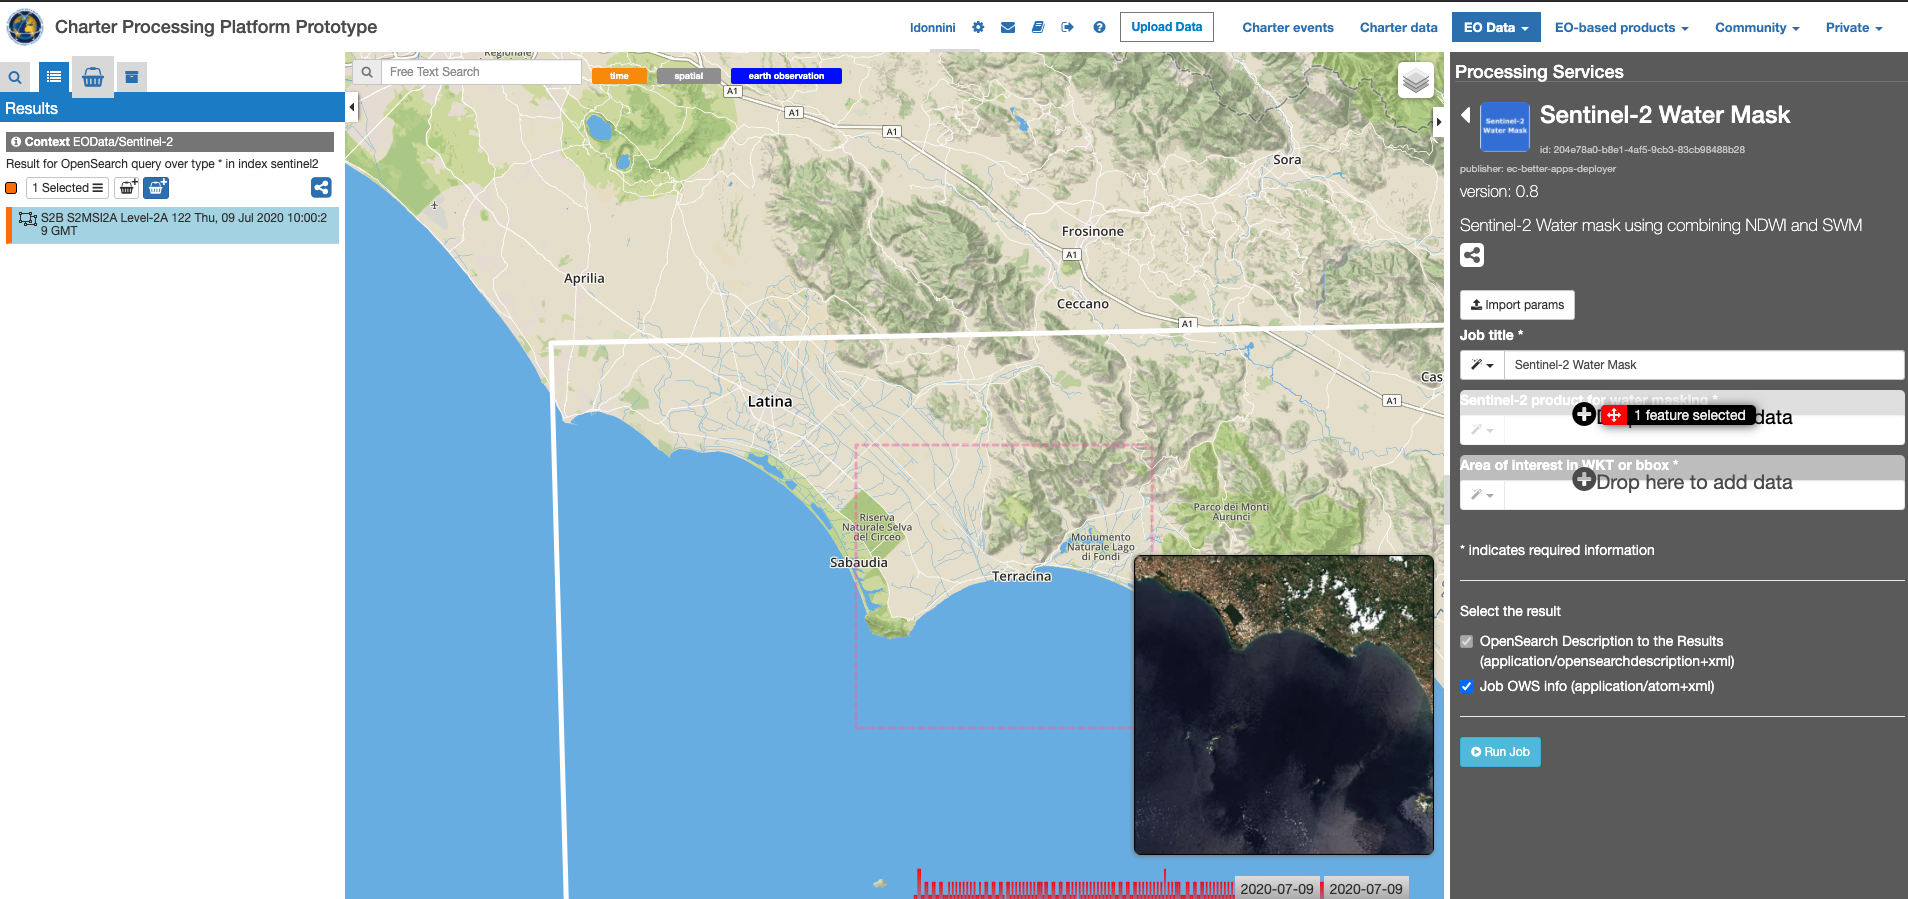 Charter Processing Platform Prototype
Idonnini
Upload Data
Charter events
Charter data
EO Data
EO-based products
Community
Private
Results
Context EOData/Sentinel-2
Result for OpenSearch query over type * in index sentinel2
1 Selected
S2B S2MSI2A Level-2A 122 Thu, 09 Jul 2020 10:00:2
9 GMT
Regionale
Free Text Search
time
spatial
earth observation
A1
A1
A1
Sora
Frosinone
A1
Aprilia
Ceccano
A1
Cas
A1
Latina
Riserva
Naturale Selva
del Circeo
Parco dei Monti
Aurunci
Monumento
Naturale Lago
di Fondi
Sabaudia
Terracina
2020-07-09
2020-07-09
Processing Services
Sentinel-2
Water Mask
Sentinel-2 Water Mask
id: 204e78a0-b8e1-4af5-9cb3-83cb98488b28
publisher: ec-better-apps-deployer
version: 0.8
Sentinel-2 Water mask using combining NDWI and SWM
Import params
Job title *
Sentinel-2 Water Mask
Sentinel-2 product for water masking *
1 feature selected
data
Area of interest in WKT or bbox *
Drop here to add data
* indicates required information
Select the result
OpenSearch Description to the Results
(application/opensearchdescription+xml)
Job OWS info (application/atom+xml)
Run Job